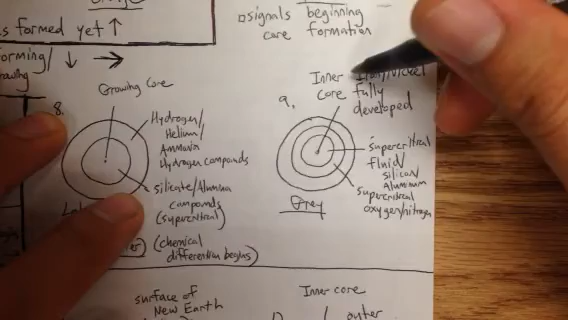 s formed yet ↑
□signals beginning
core formation
orming/ ↓ →
Growing Core
8.
Hydrogen/
Helium/
Ammonia
Hydrogen compounds
silicate/Alumina
compounds
(supercritical)
(chemical
differentiation begins)
Inner
Core fully
developed
9.
Supercritical
fluid/
silicon/
Aluminum
Supercritical
oxygen/nitrogen
Grey
surface of
New Earth
Inner core
/ outer